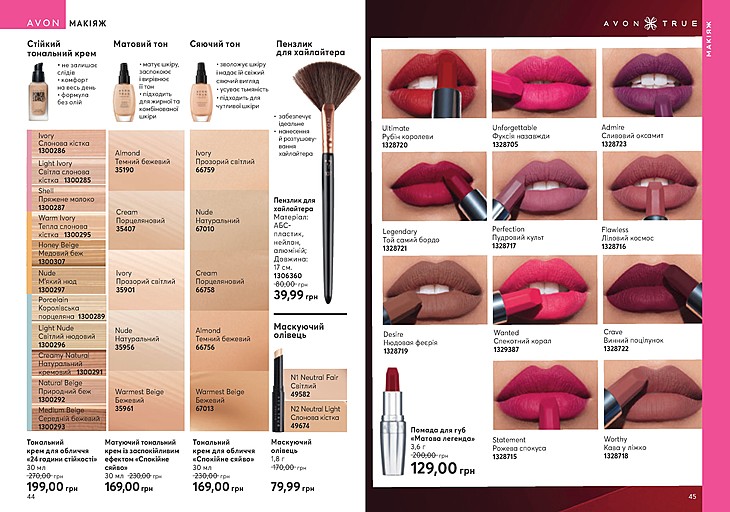 AVON МАКІЯЖ
Стійкий
тональний крем
• не залишає
слідів
• комфорт
на весь день
• формула
без олій
Матовий тон
• матує шкіру,
заспокоює
і вирівнює
її тон
• підходить
для жирної та
комбінованої
шкіри
Сяючий тон
• зволожує шкіру
і надає їй свіжий
сяючий вигляд
• усуває тьмяність
• підходить для
чутливої шкіри
Пензлик
для хайлайтера
• забезпечує
ідеальне
• нанесення
й розтушову-
вання
хайлайтера
Ivory
Слонова кістка
1300286
Light Ivory
Світла слонова
кістка 1300285
Shell
Пряжене молоко
1300287
Warm Ivory
Тепла слонова
кістка 1300295
Honey Beige
Медовий беж
1300307
Nude
М'який нюд
1300297
Porcelain
Королівська
порцеляна 1300289
Light Nude
Світлий нюдовий
1300296
Creamy Natural
Натуральний
кремовий 1300291
Natural Beige
Природний беж
1300292
Medium Beige
Середній бежевий
1300293
Almond
Темний бежевий
35190
Cream
Порцеляновий
35407
Ivory
Прозорий світлий
35901
Nude
Натуральний
35956
Warmest Beige
Бежевий
35961
Ivory
Прозорий світлий
66759
Nude
Натуральний
67010
Cream
Порцеляновий
66758
Almond
Темний бежевий
66756
Warmest Beige
Бежевий
67013
Пензлик для
хайлайтера
Матеріал:
АБС-
пластик,
нейлон,
алюміній;
Довжина:
17 см.
1306360
80,00 грн
39,99 грн
Маскуючий
олівець
N1 Neutral Fair
Світлий
49582
N2 Neutral Light
Слонова кістка
49674
Тональний
крем для обличчя
«24 години стійкості»
30 мл
270,00 грн
199,00 грн
Матуючий тональний
крем із заспокійливим
ефектом «Спокійне
сяйво»
30 мл 230,00 грн
169,00 грн
Тональний
крем для обличчя
«Спокійне сяйво»
30 мл
230,00 грн
169,00 грн
Маскуючий
олівець
1,8 г
170,00 грн
79,99 грн
44
AVON TRUE
МАКІЯЖ
Ultimate
Рубін королеви
1328720
Unforgettable
Фуксія назавжди
1328705
Admire
Сливовий оксамит
1328723
Legendary
Той самий бордо
1328721
Perfection
Пудровий культ
1328717
Flawless
Ліловий космос
1328716
Desire
Нюдова феєрія
1328719
Wanted
Спекотний корал
1329387
Crave
Винний поцілунок
1328722
Помада для губ
«Матова легенда»
3,6 г
200,00 грн
129,00 грн
Statement
Рожева спокуса
1328715
Worthy
Кава у ліжко
1328718
45